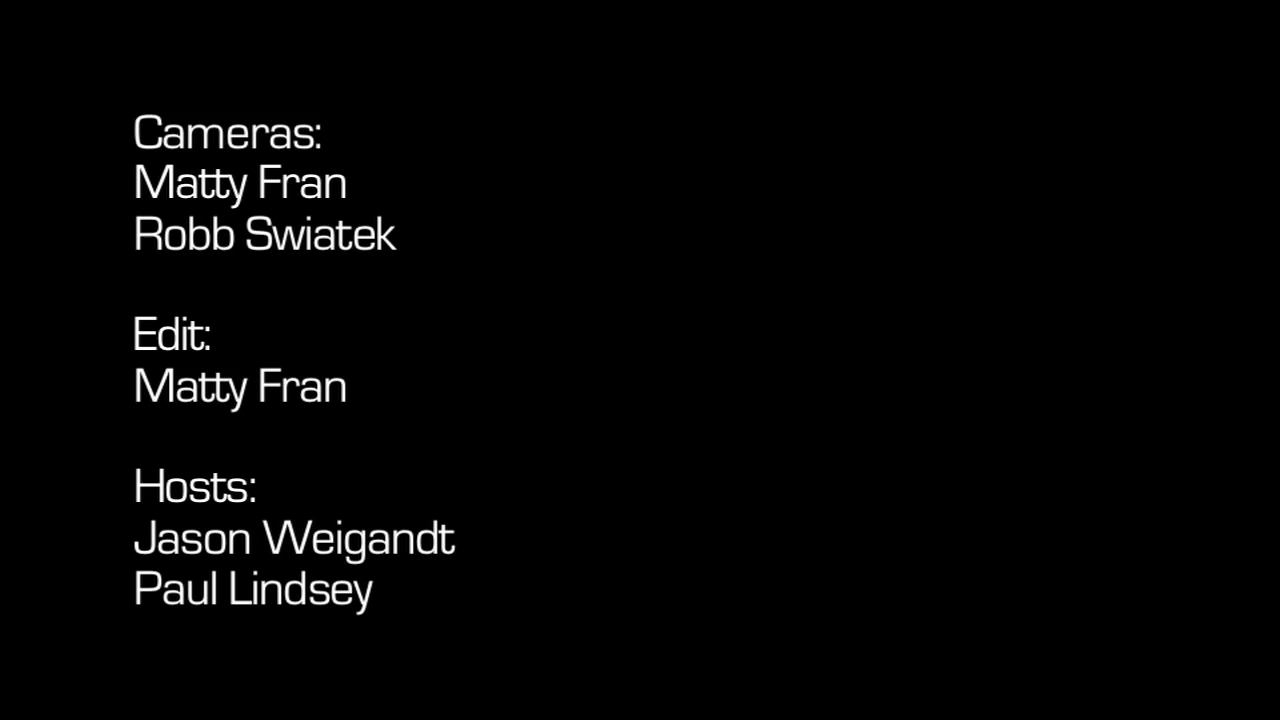 Cameras:
Matty Fran
Robb Swiatek
Edit:
Matty Fran
Hosts:
Jason Weigandt
Paul Lindsey